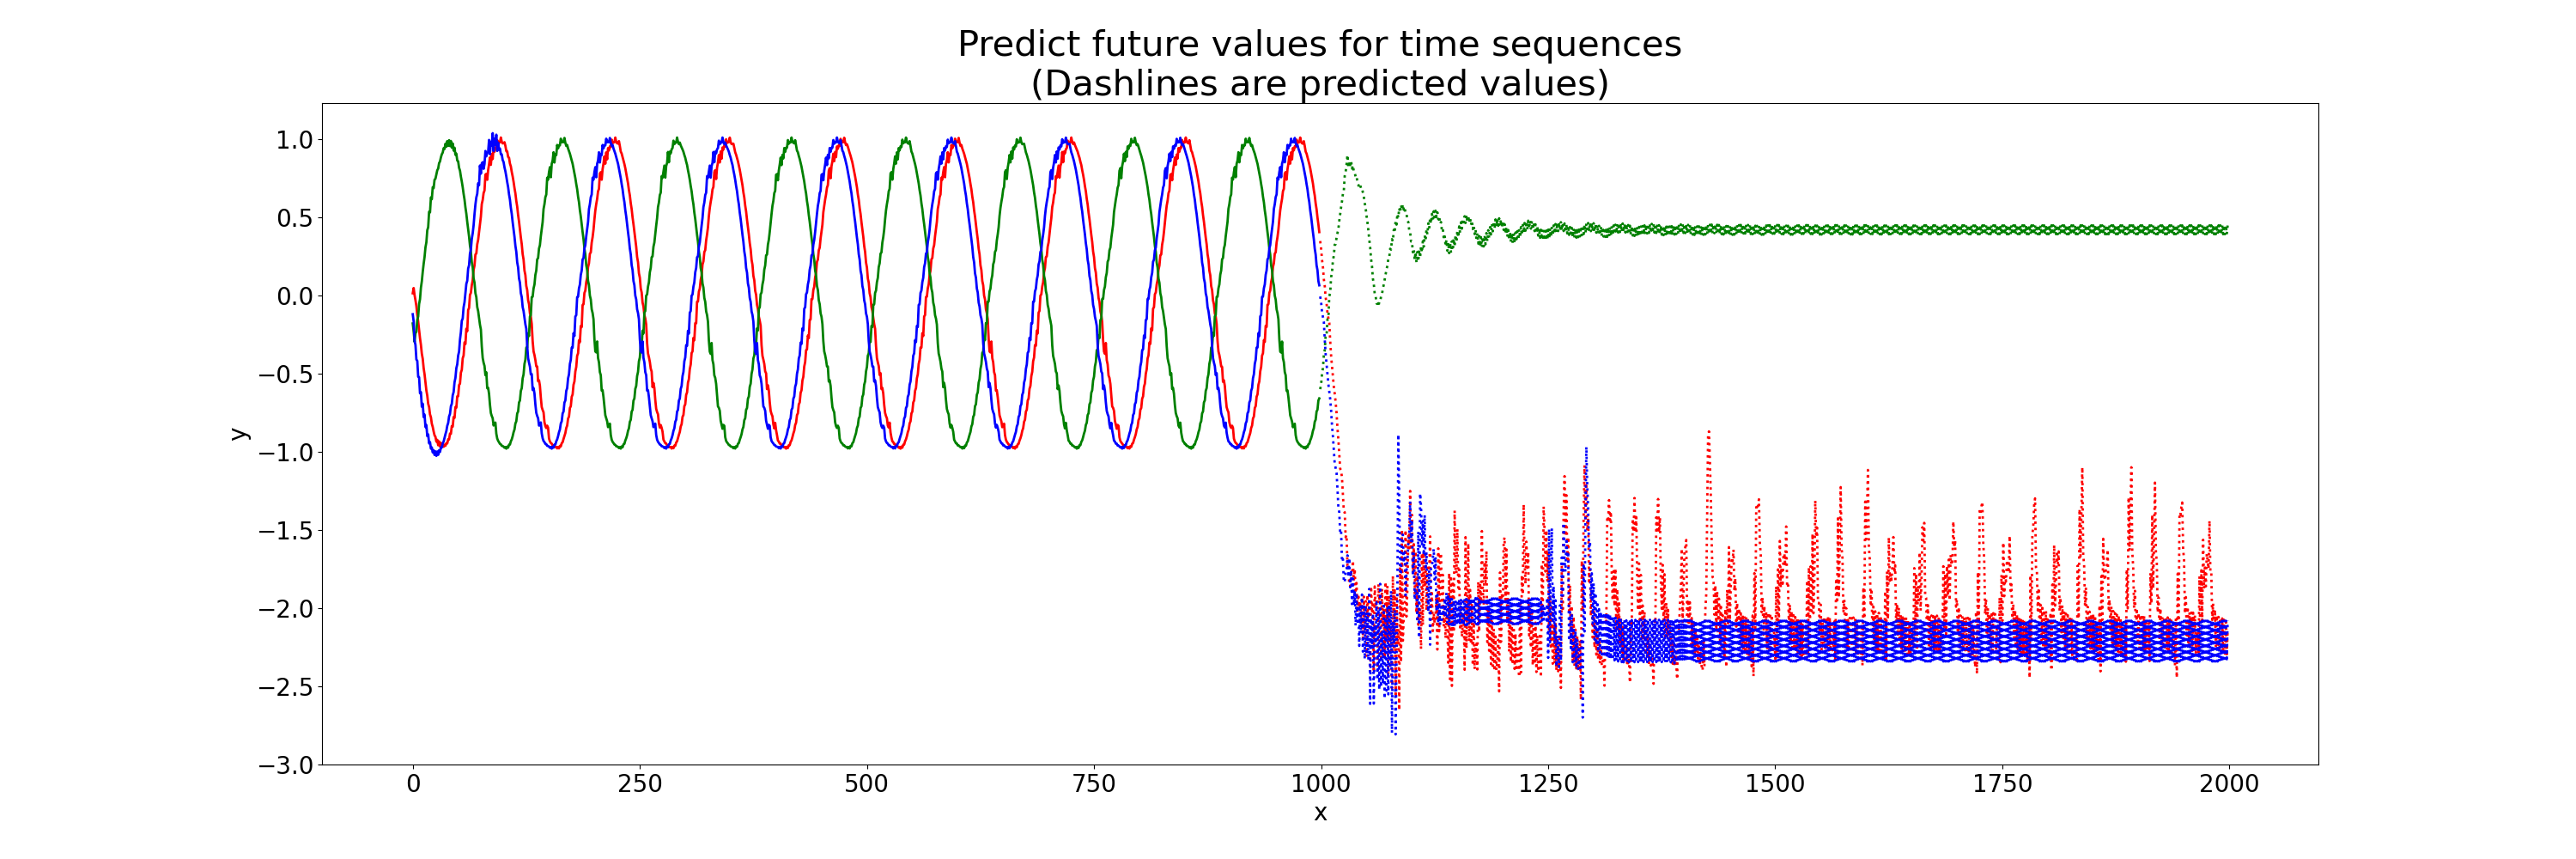 Predict future values for time sequences
(Dashlines are predicted values)
1.0
0.5
0.0
−0.5
−1.0
−1.5
−2.0
−2.5
−3.0
y
0 250 500 750 1000 1250 1500 1750 2000
x